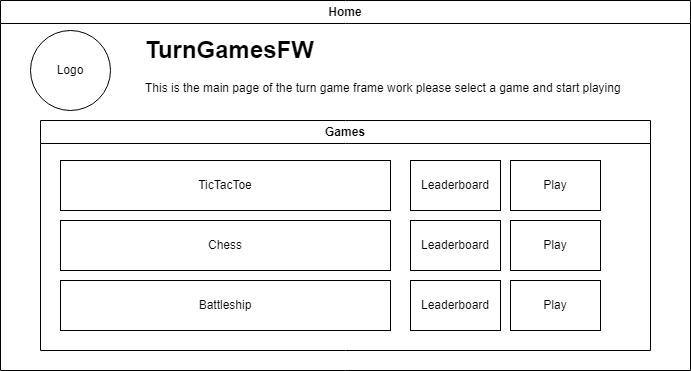 Home
Logo
TurnGamesFW
This is the main page of the turn game frame work please select a game and start playing
Games
TicTacToe Leaderboard Play
Chess Leaderboard Play
Battleship Leaderboard Play